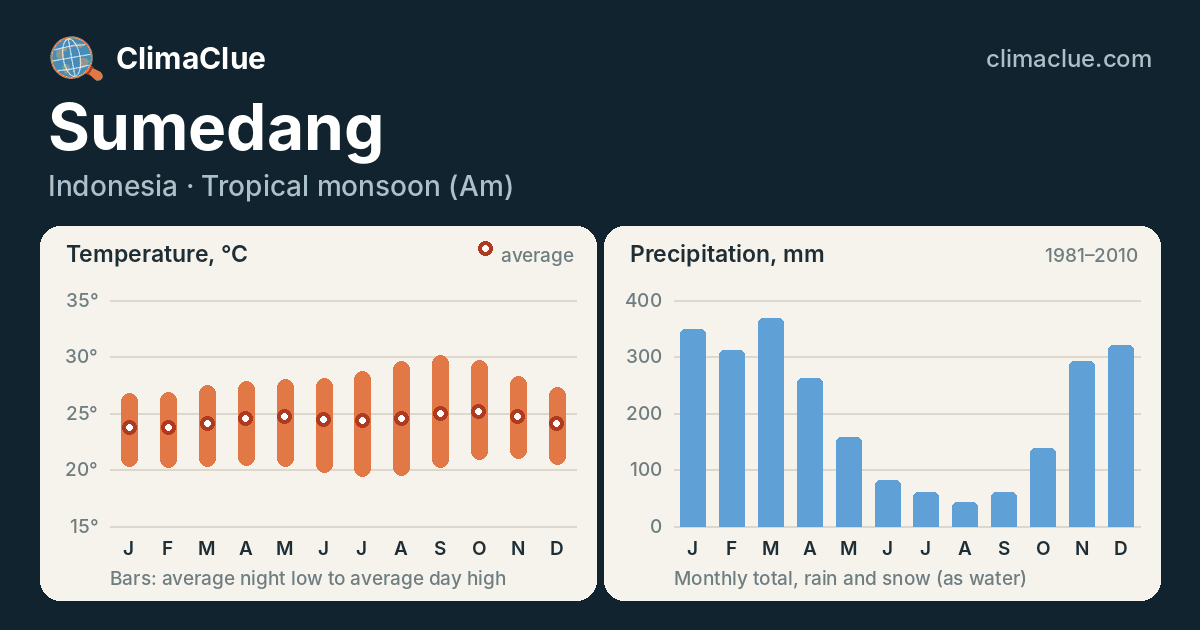 ClimaClue
climaclue.com
Sumedang
Indonesia · Tropical monsoon (Am)
Temperature, °C
average
35°
30°
25°
20°
15°
J F M A M J J A S O N D
Bars: average night low to average day high
Precipitation, mm
1981–2010
400
300
200
100
0
J F M A M J J A S O N D
Monthly total, rain and snow (as water)